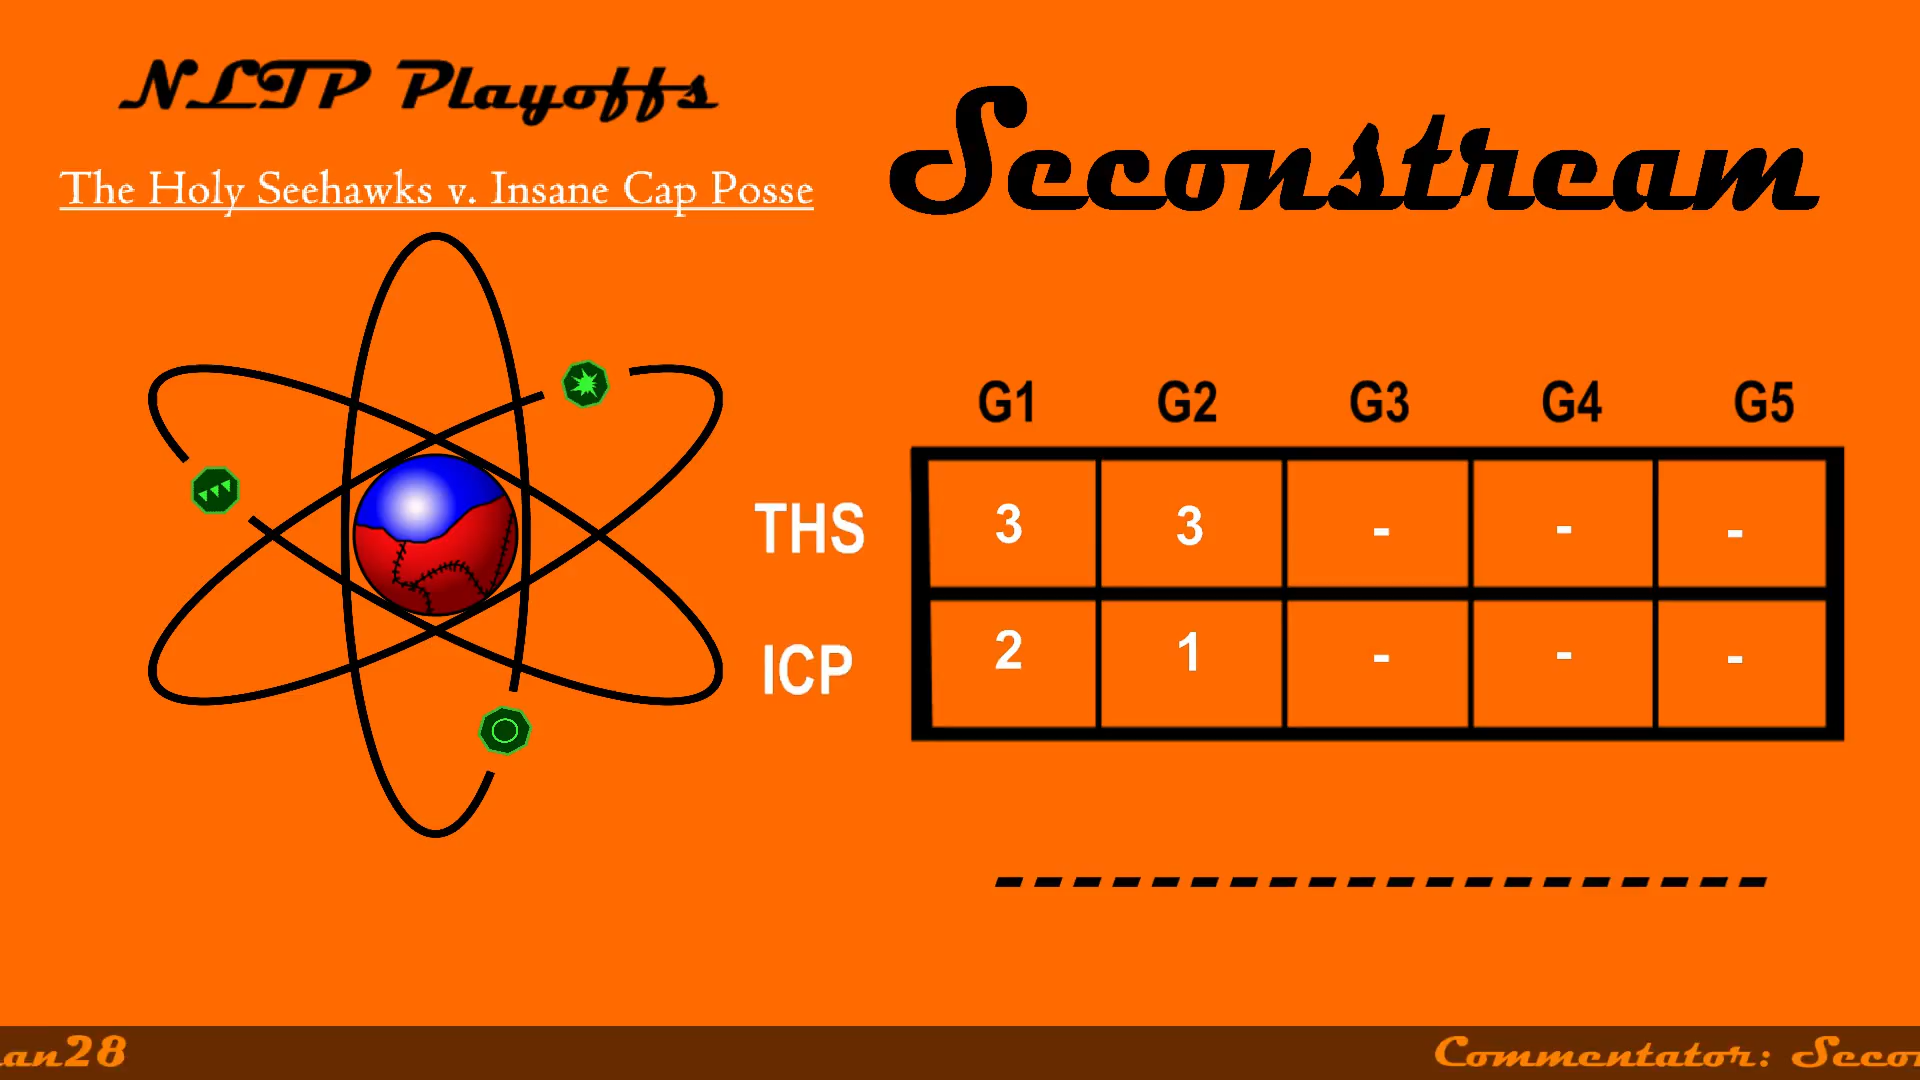 NLTP Playoffs
The Holy Seehawks v. Insane Cap Posse
Seconstream
G1 G2 G3 G4 G5
THS 3 3 - - -
ICP 2 1 - - -
--------------------
an28 Commentator: Secon